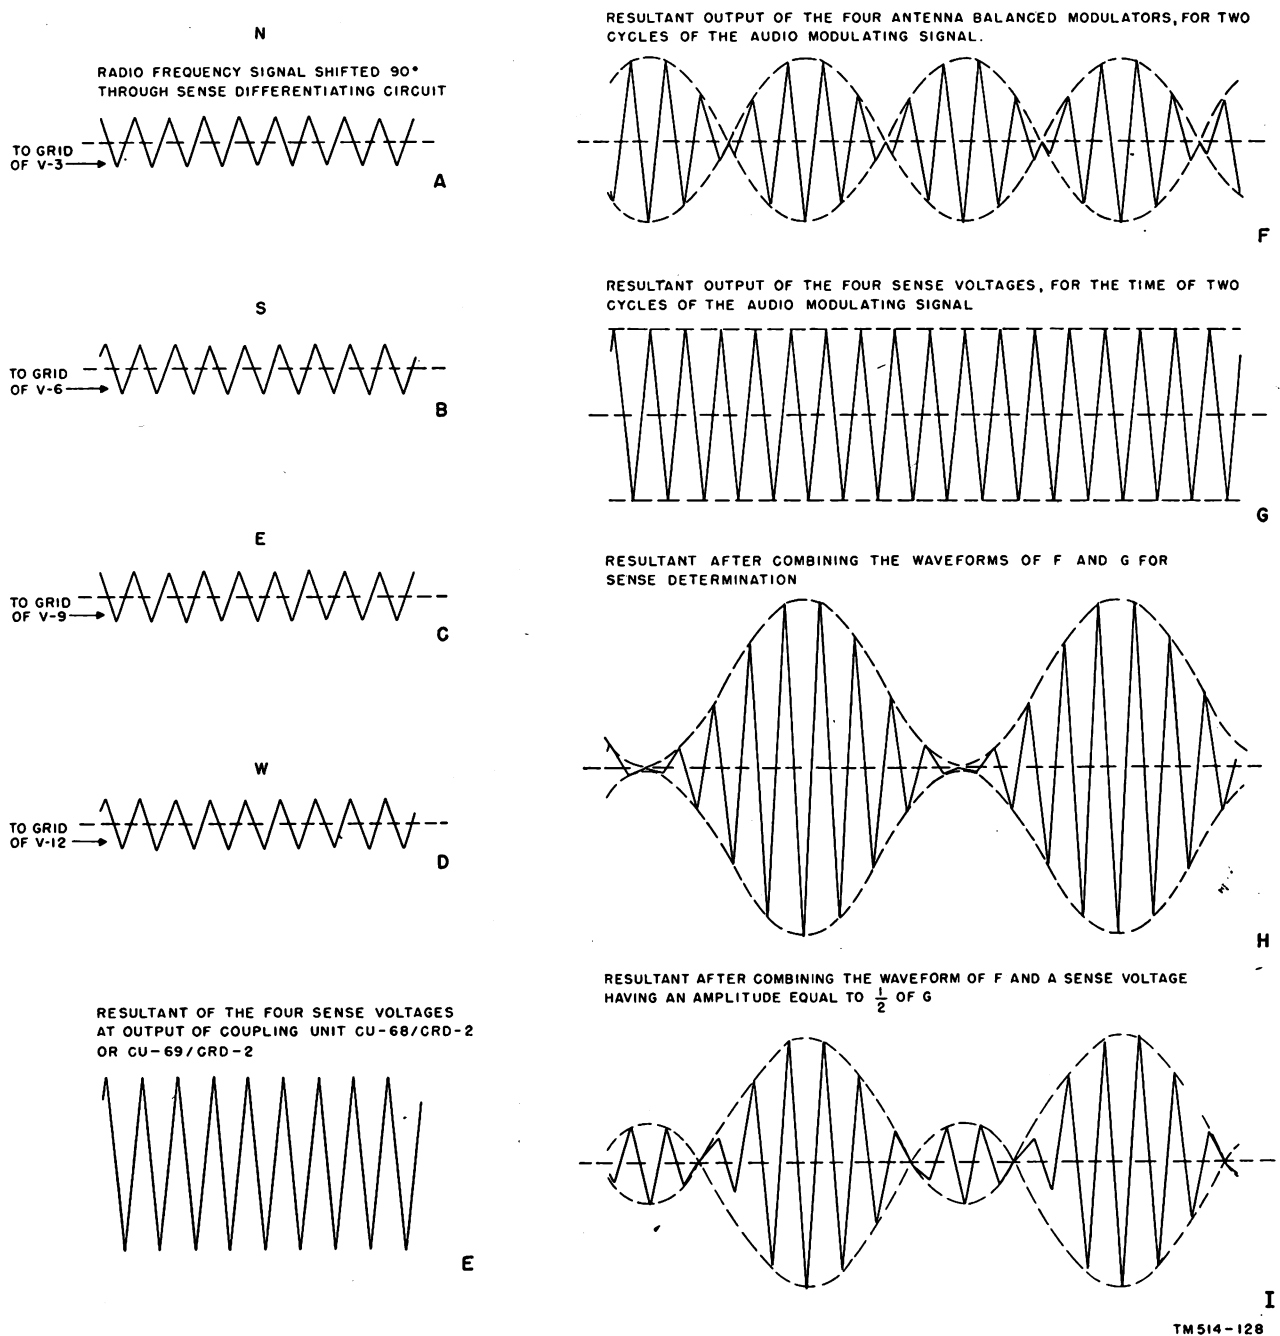 N
RADIO FREQUENCY SIGNAL SHIFTED 90°
THROUGH SENSE DIFFERENTIATING CIRCUIT
TO GRID
OF V-3
A
S
TO GRID
OF V-6
B
E
TO GRID
OF V-9
C
W
TO GRID
OF V-12
D
RESULTANT OF THE FOUR SENSE VOLTAGES
AT OUTPUT OF COUPLING UNIT CU-68/CRD-2
OR CU-69/CRD-2
E
RESULTANT OUTPUT OF THE FOUR ANTENNA BALANCED MODULATORS, FOR TWO
CYCLES OF THE AUDIO MODULATING SIGNAL.
F
RESULTANT OUTPUT OF THE FOUR SENSE VOLTAGES, FOR THE TIME OF TWO
CYCLES OF THE AUDIO MODULATING SIGNAL
G
RESULTANT AFTER COMBINING THE WAVEFORMS OF F AND G FOR
SENSE DETERMINATION
H
RESULTANT AFTER COMBINING THE WAVEFORM OF F AND A SENSE VOLTAGE
HAVING AN AMPLITUDE EQUAL TO 1/2 OF G
I
TM514-128